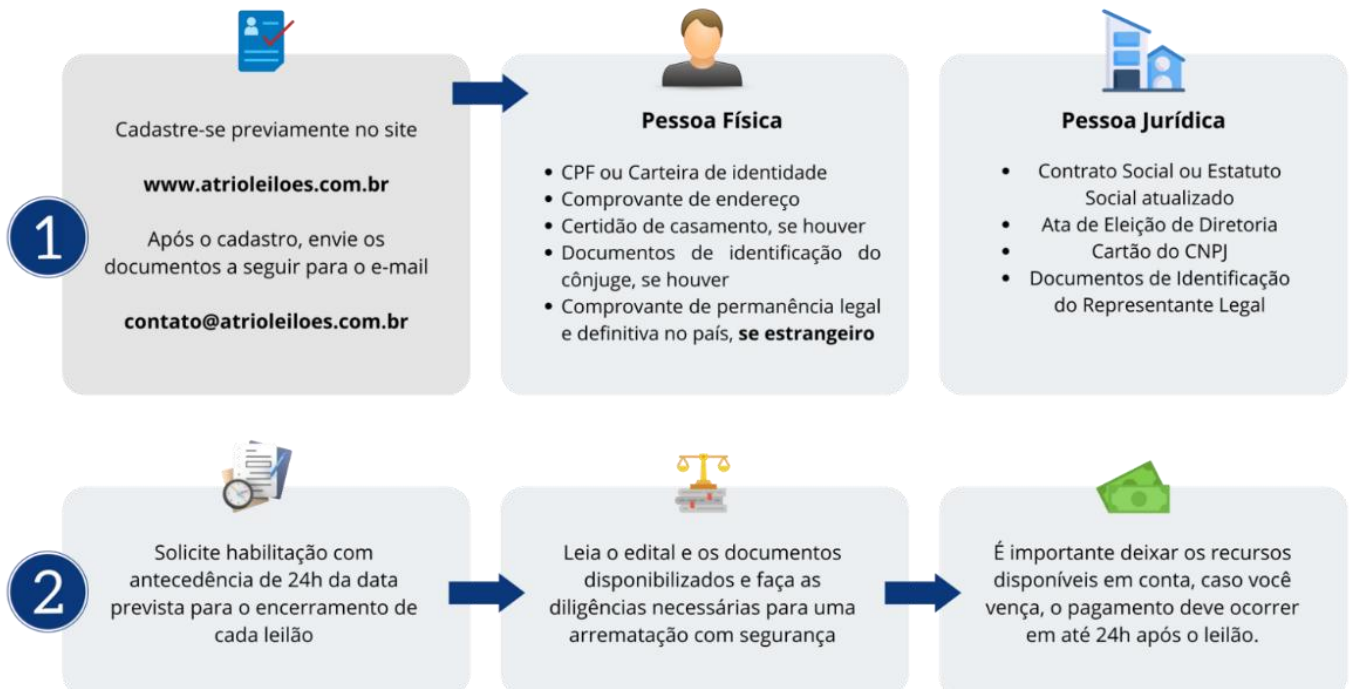 1
Cadastre-se previamente no site
www.atrioleiloes.com.br
Após o cadastro, envie os
documentos a seguir para o e-mail
contato@atrioleiloes.com.br
Pessoa Física
• CPF ou Carteira de identidade
• Comprovante de endereço
• Certidão de casamento, se houver
• Documentos de identificação do
cônjuge, se houver
• Comprovante de permanência legal
e definitiva no país, se estrangeiro
Pessoa Jurídica
• Contrato Social ou Estatuto
Social atualizado
• Ata de Eleição de Diretoria
• Cartão do CNPJ
• Documentos de Identificação
do Representante Legal
2
Solicite habilitação com
antecedência de 24h da data
prevista para o encerramento de
cada leilão
Leia o edital e os documentos
disponibilizados e faça as
diligências necessárias para uma
arrematação com segurança
É importante deixar os recursos
disponíveis em conta, caso você
vença, o pagamento deve ocorrer
em até 24h após o leilão.